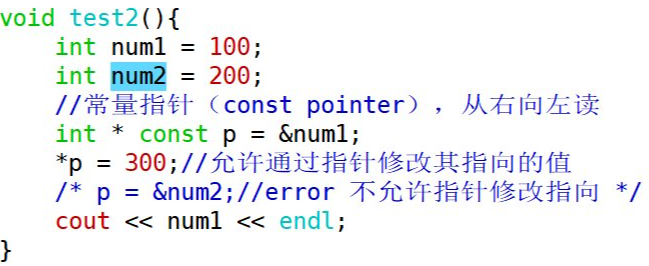 void test2(){
    int num1 = 100;
    int num2 = 200;
    //常量指针（const pointer），从右向左读
    int * const p = &num1;
    *p = 300;//允许通过指针修改其指向的值
    /* p = &num2;//error 不允许指针修改指向 */
    cout << num1 << endl;
}